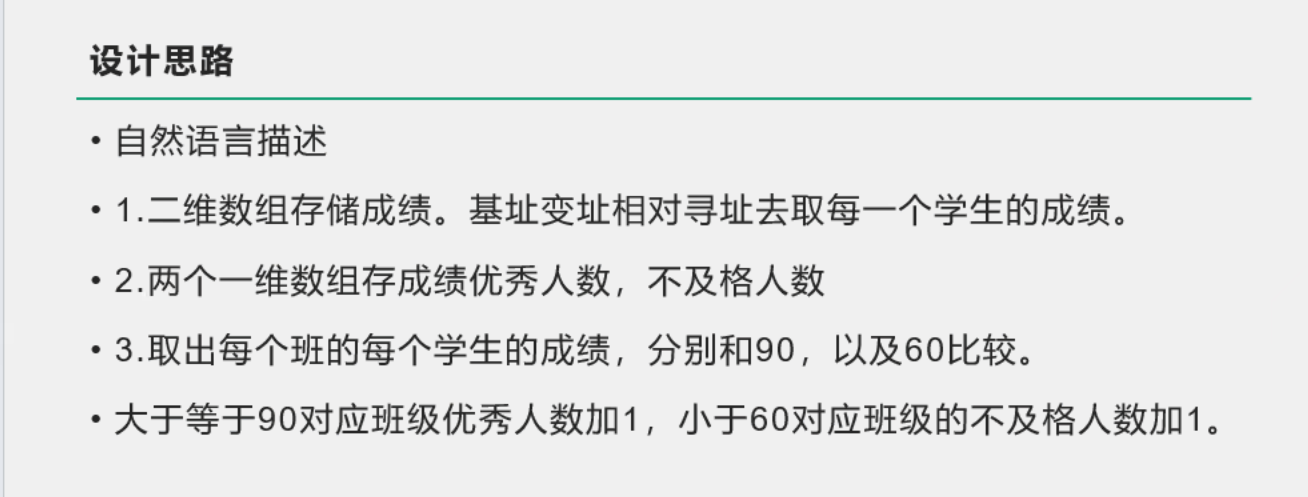 设计思路
• 自然语言描述
• 1.二维数组存储成绩。基址变址相对寻址去取每一个学生的成绩。
• 2.两个一维数组存成绩优秀人数，不及格人数
• 3.取出每个班的每个学生的成绩，分别和90，以及60比较。
• 大于等于90对应班级优秀人数加1，小于60对应班级的不及格人数加1。